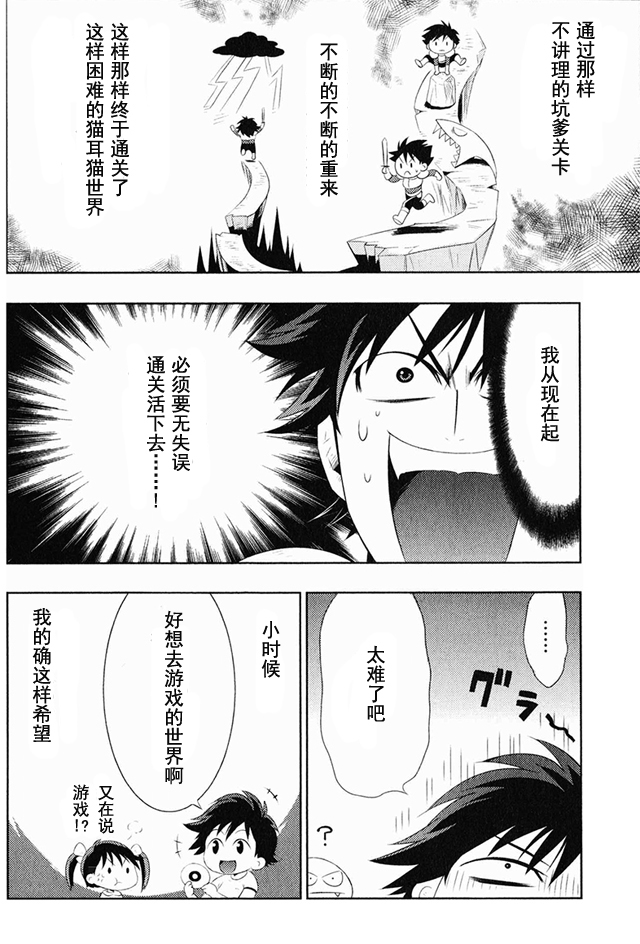 通过那样
不讲理的坑爹关卡
不断的不断的重来
这样那样终于通关了
这样困难的猫耳猫世界
我从现在起
必须要无失误
通关活下去……！
……
太难了吧
グラ～
？
小时候
好想去游戏的世界啊
我的确这样希望
又在说
游戏！？